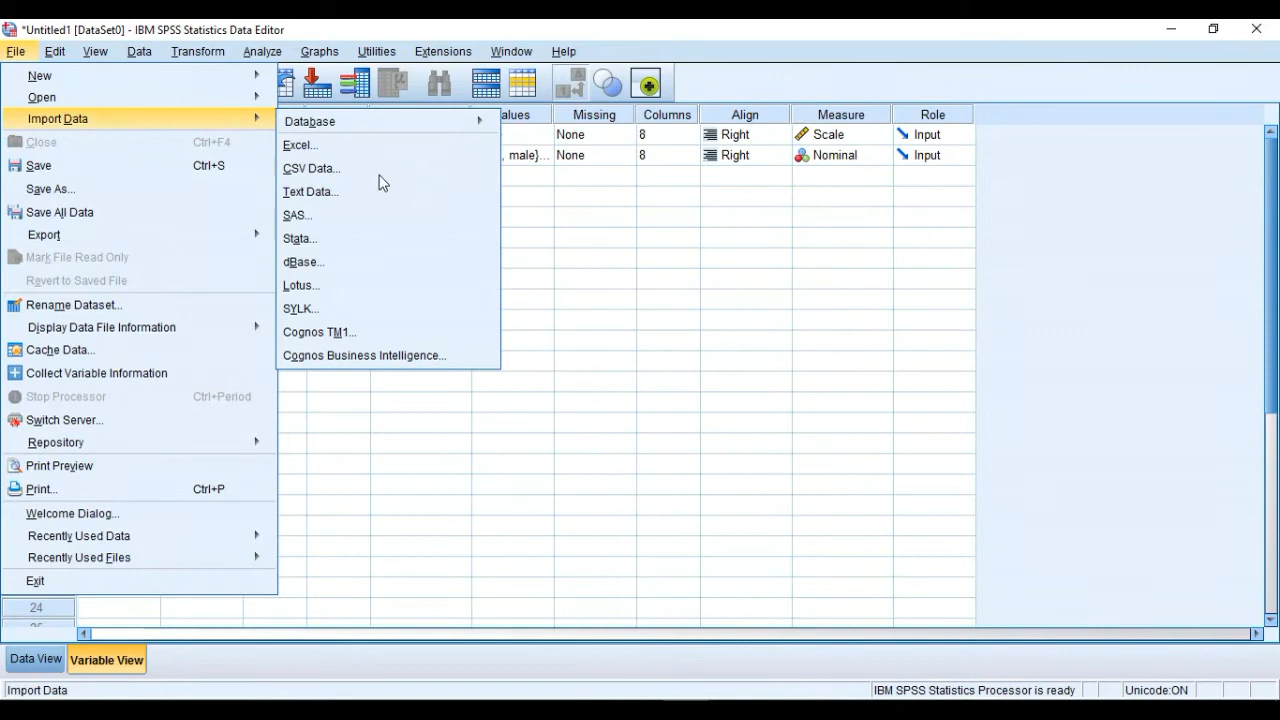 *Untitled1 [DataSet0] - IBM SPSS Statistics Data Editor
File Edit View Data Transform Analyze Graphs Utilities Extensions Window Help
New
Open
Import Data
Close Ctrl+F4
Save Ctrl+S
Save As...
Save All Data
Export
Mark File Read Only
Revert to Saved File
Rename Dataset...
Display Data File Information
Cache Data...
Collect Variable Information
Stop Processor Ctrl+Period
Switch Server...
Repository
Print Preview
Print... Ctrl+P
Welcome Dialog...
Recently Used Data
Recently Used Files
Exit
Database
Excel...
CSV Data...
Text Data...
SAS...
Stata...
dBase...
Lotus...
SYLK...
Cognos TM1...
Cognos Business Intelligence...
alues Missing Columns Align Measure Role
None 8 Right Scale Input
, male}... None 8 Right Nominal Input
24
Data View Variable View
Import Data IBM SPSS Statistics Processor is ready Unicode:ON